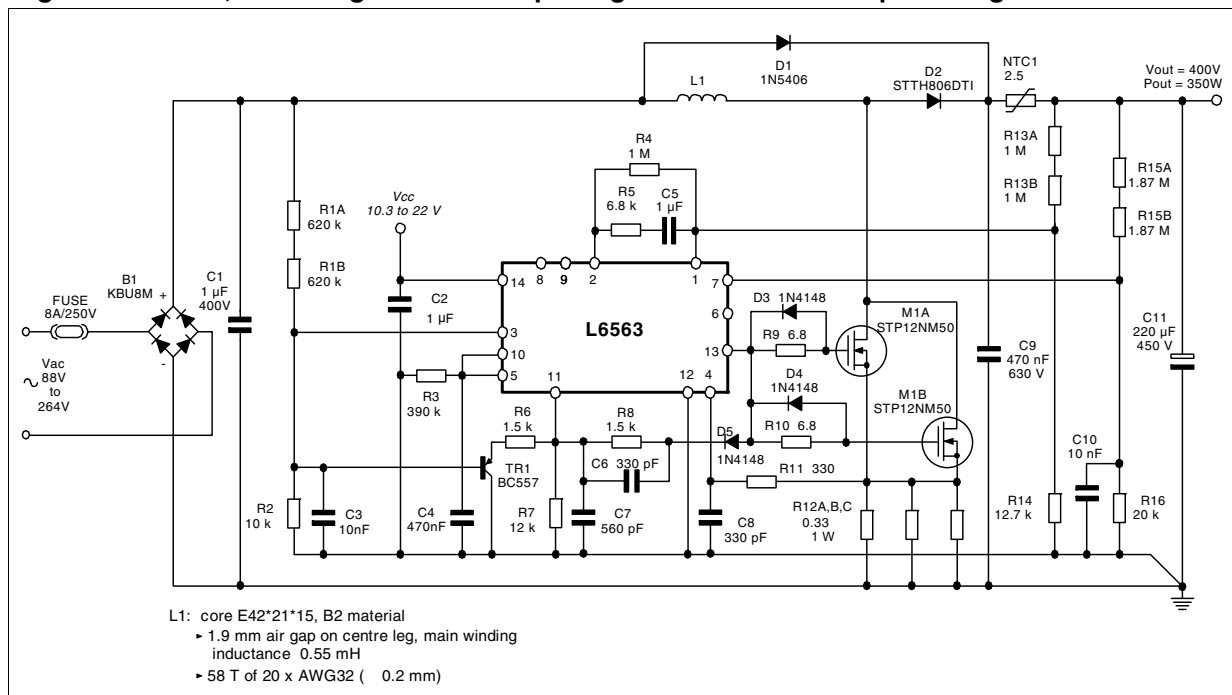 D1
1N5406
L1
D2
STTH806DTI
NTC1
2.5
Vout = 400V
Pout = 350W
R4
1 M
R5
6.8 k
C5
1 µF
R13A
1 M
R13B
1 M
R15A
1.87 M
R15B
1.87 M
Vcc
10.3 to 22 V
R1A
620 k
R1B
620 k
B1
KBU8M
+
-
C1
1 µF
400V
FUSE
8A/250V
Vac
88V
to
264V
C2
1 µF
14
8
9
2
1
7
3
10
5
6
13
11
12
4
L6563
D3 1N4148
R9 6.8
M1A
STP12NM50
D4
1N4148
R10 6.8
M1B
STP12NM50
C9
470 nF
630 V
C11
220 µF
450 V
R3
390 k
R6
1.5 k
R8
1.5 k
D5
1N4148
C6 330 pF
TR1
BC557
R11 330
C10
10 nF
R2
10 k
C3
10nF
C4
470nF
R7
12 k
C7
560 pF
C8
330 pF
R12A,B,C
0.33
1 W
R14
12.7 k
R16
20 k
L1: core E42*21*15, B2 material
► 1.9 mm air gap on centre leg, main winding
inductance 0.55 mH
► 58 T of 20 x AWG32 ( 0.2 mm)